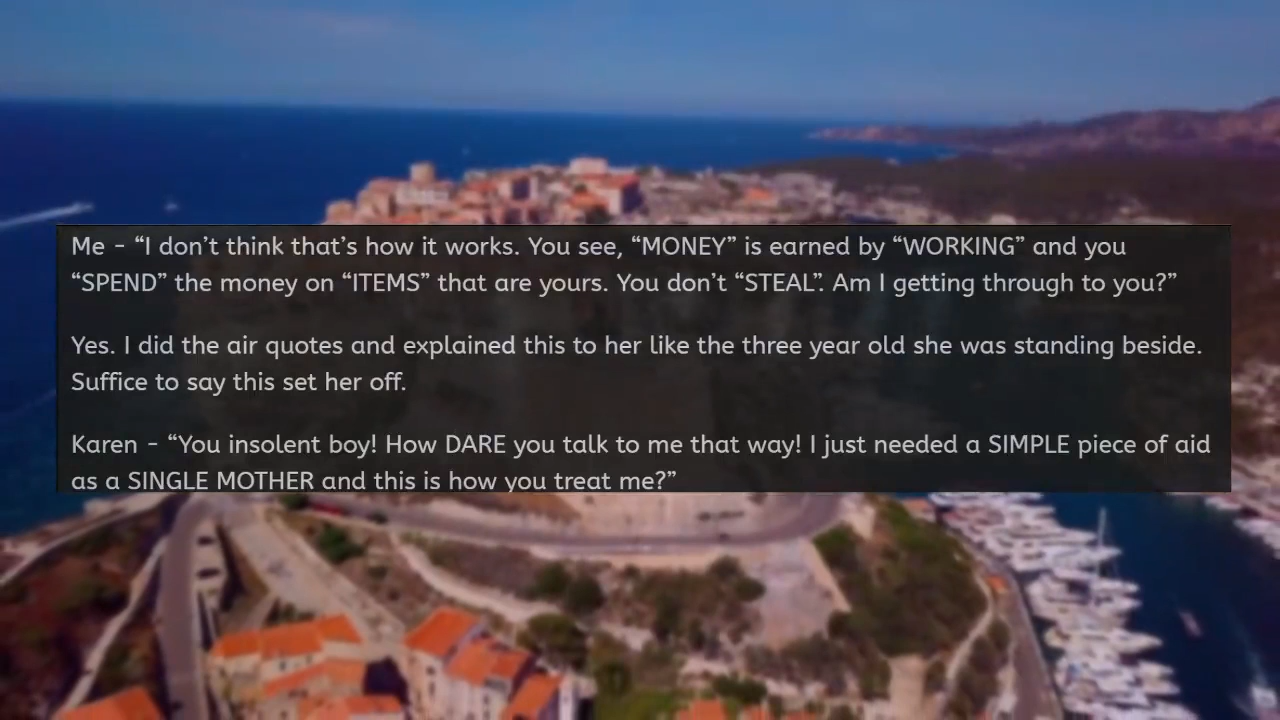 Me - “I don’t think that’s how it works. You see, “MONEY” is earned by “WORKING” and you
“SPEND” the money on “ITEMS” that are yours. You don’t “STEAL”. Am I getting through to you?”
Yes. I did the air quotes and explained this to her like the three year old she was standing beside.
Suffice to say this set her off.
Karen - “You insolent boy! How DARE you talk to me that way! I just needed a SIMPLE piece of aid
as a SINGLE MOTHER and this is how you treat me?”